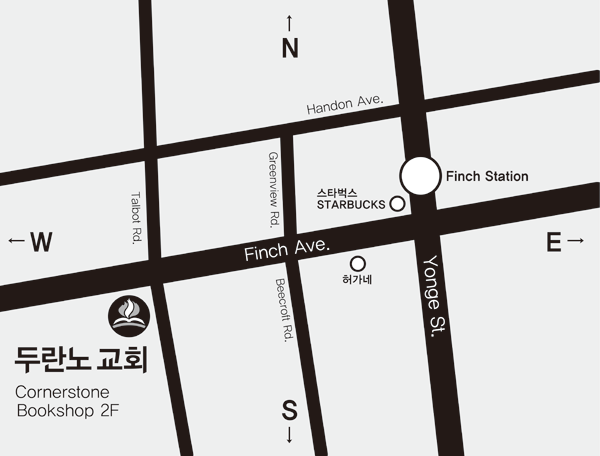 ↑
N
Handon Ave.
Greenview Rd.
Finch Station
스타벅스
STARBUCKS
Talbot Rd.
← W
Finch Ave.
E →
허가네
Yonge St.
Beecroft Rd.
두란노 교회
Cornerstone
Bookshop 2F
S
↓